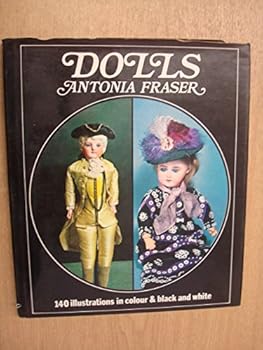 DOLLS
ANTONIA FRASER
140 illustrations in colour & black and white